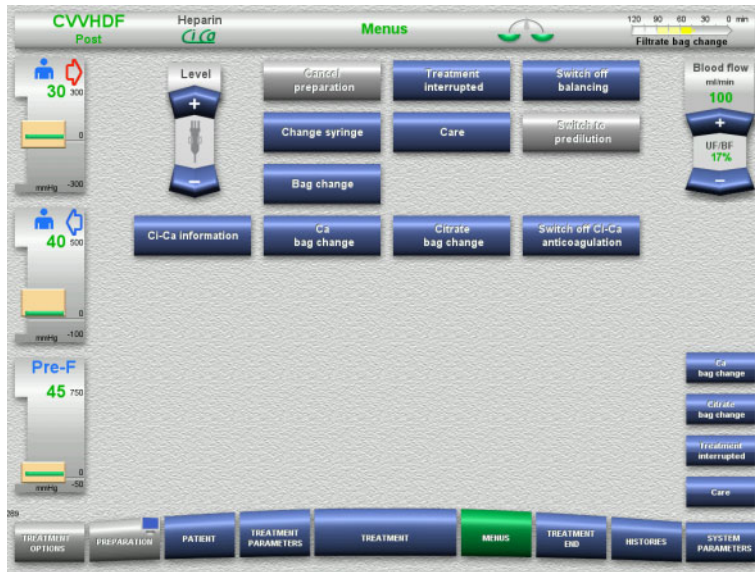 CVVHDF
Post
Heparin
CiCa
Menus
120 90 60 30 0 min
Filtrate bag change
30 300
0
mmHg -300
Level
+
−
Cancel
preparation
Treatment
interrupted
Switch off
balancing
Change syringe
Care
Switch to
predilution
Bag change
Ci-Ca information
Ca
bag change
Citrate
bag change
Switch off Ci-Ca
anticoagulation
Blood flow
ml/min
100
+
UF/BF
17%
−
40 500
0
mmHg -100
Pre-F
45 750
0
mmHg -50
Ca
bag change
Citrate
bag change
Treatment
interrupted
Care
TREATMENT
OPTIONS
PREPARATION
PATIENT
TREATMENT
PARAMETERS
TREATMENT
MENUS
TREATMENT
END
HISTORIES
SYSTEM
PARAMETERS